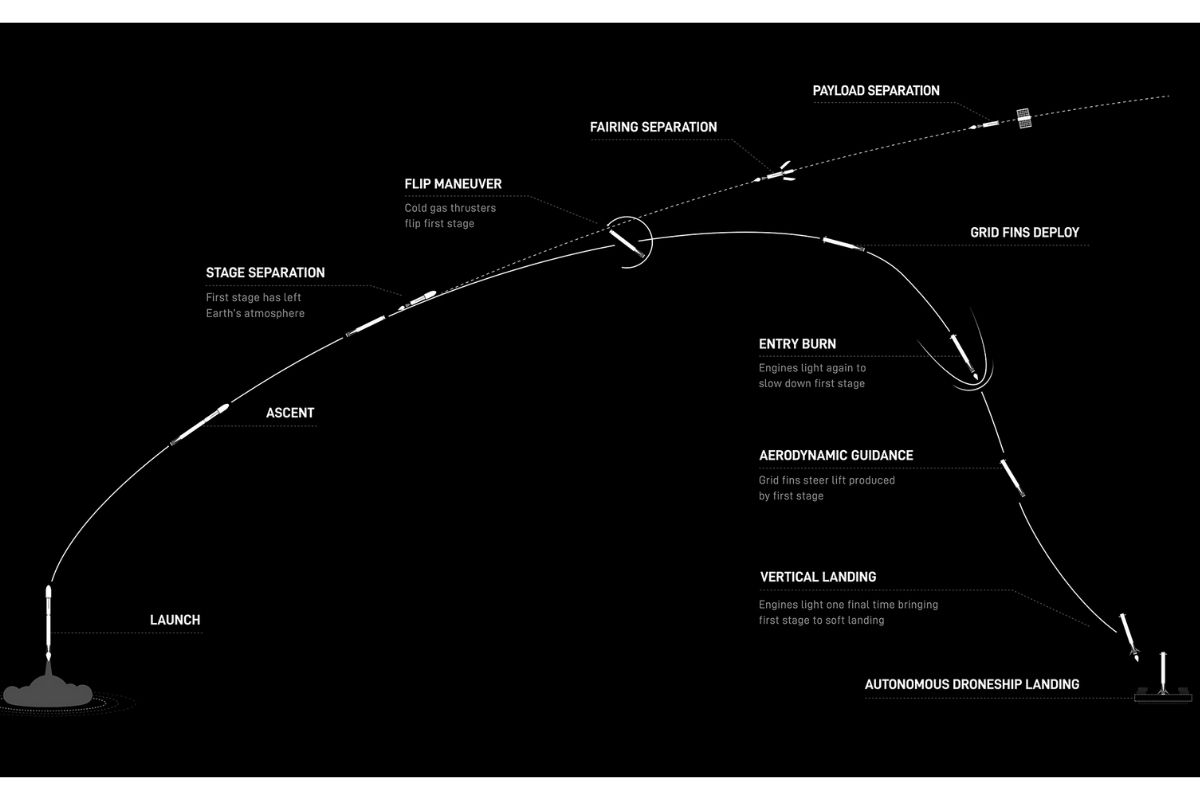 PAYLOAD SEPARATION
FAIRING SEPARATION
FLIP MANEUVER
Cold gas thrusters
flip first stage
GRID FINS DEPLOY
STAGE SEPARATION
First stage has left
Earth's atmosphere
ENTRY BURN
Engines light again to
slow down first stage
ASCENT
AERODYNAMIC GUIDANCE
Grid fins steer lift produced
by first stage
VERTICAL LANDING
Engines light one final time bringing
first stage to soft landing
LAUNCH
AUTONOMOUS DRONESHIP LANDING